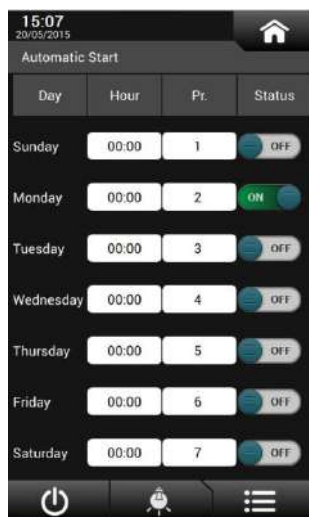 15:07
20/05/2015
Automatic Start
Day Hour Pr. Status
Sunday 00:00 1 OFF
Monday 00:00 2 ON
Tuesday 00:00 3 OFF
Wednesday 00:00 4 OFF
Thursday 00:00 5 OFF
Friday 00:00 6 OFF
Saturday 00:00 7 OFF